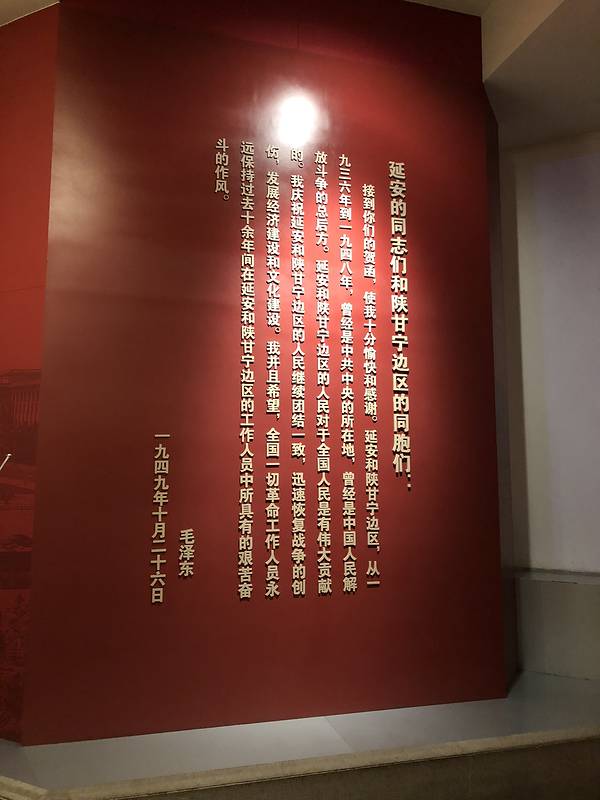 延安的同志们和陕甘宁边区的同胞们：
接到你们的贺函，使我十分愉快和感谢。延安和陕甘宁边区，从一
九三六年到一九四八年，曾经是中共中央的所在地，曾经是中国人民解
放斗争的总后方。延安和陕甘宁边区的人民对于全国人民是有伟大贡献
的。我庆祝延安和陕甘宁边区的人民继续团结一致，迅速恢复战争的创
伤，发展经济建设和文化建设。我并且希望，全国一切革命工作人员永
远保持过去十余年间在延安和陕甘宁边区的工作人员中所具有的艰苦奋
斗的作风。
毛泽东
一九四九年十月二十六日